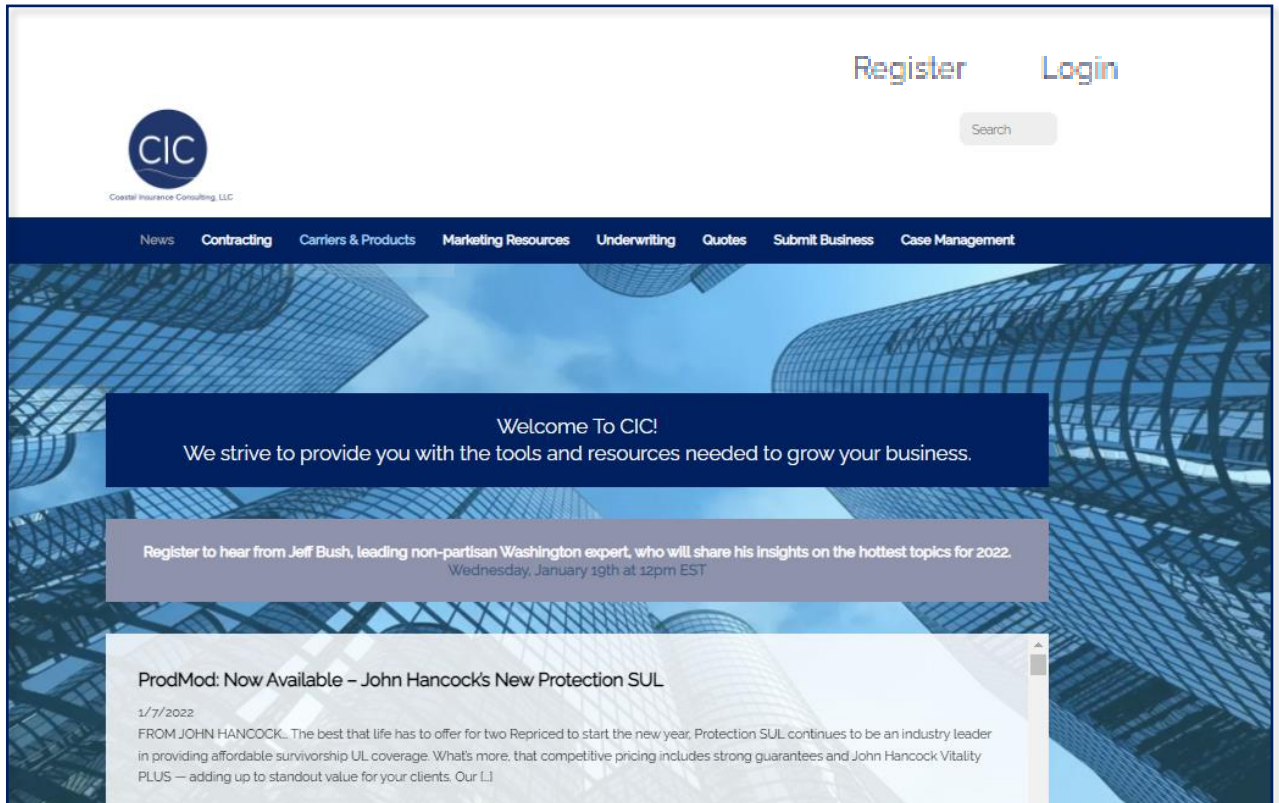 Register Login
Search
CIC
Coastal Insurance Consulting, LLC
News Contracting Carriers & Products Marketing Resources Underwriting Quotes Submit Business Case Management
Welcome To CIC!
We strive to provide you with the tools and resources needed to grow your business.
Register to hear from Jeff Bush, leading non-partisan Washington expert, who will share his insights on the hottest topics for 2022.
Wednesday, January 19th at 12pm EST
ProdMod: Now Available – John Hancock's New Protection SUL
1/7/2022
FROM JOHN HANCOCK... The best that life has to offer for two Repriced to start the new year, Protection SUL continues to be an industry leader
in providing affordable survivorship UL coverage. What's more, that competitive pricing includes strong guarantees and John Hancock Vitality
PLUS — adding up to standout value for your clients. Our [...]